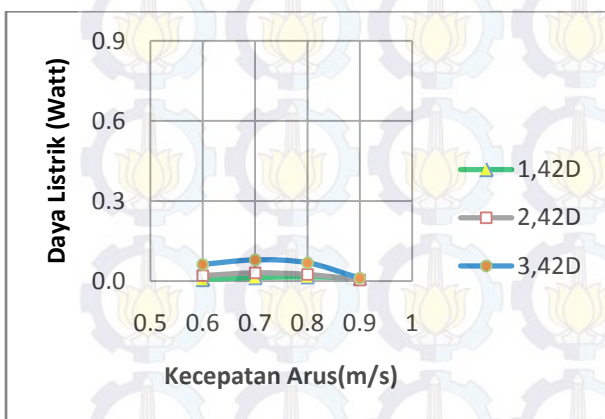 Daya Listrik (Watt)
0.9
0.6
0.3
0.0
0.5 0.6 0.7 0.8 0.9 1
Kecepatan Arus(m/s)
1,42D
2,42D
3,42D